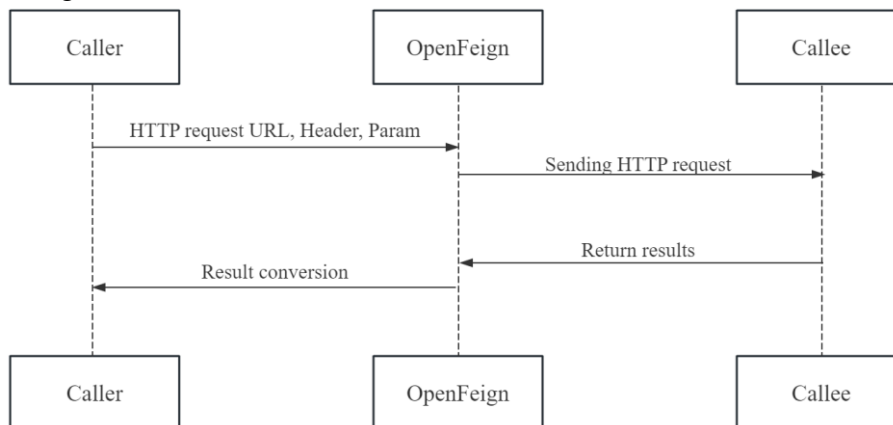 Caller
OpenFeign
Callee
HTTP request URL, Header, Param
Sending HTTP request
Return results
Result conversion
Caller
OpenFeign
Callee